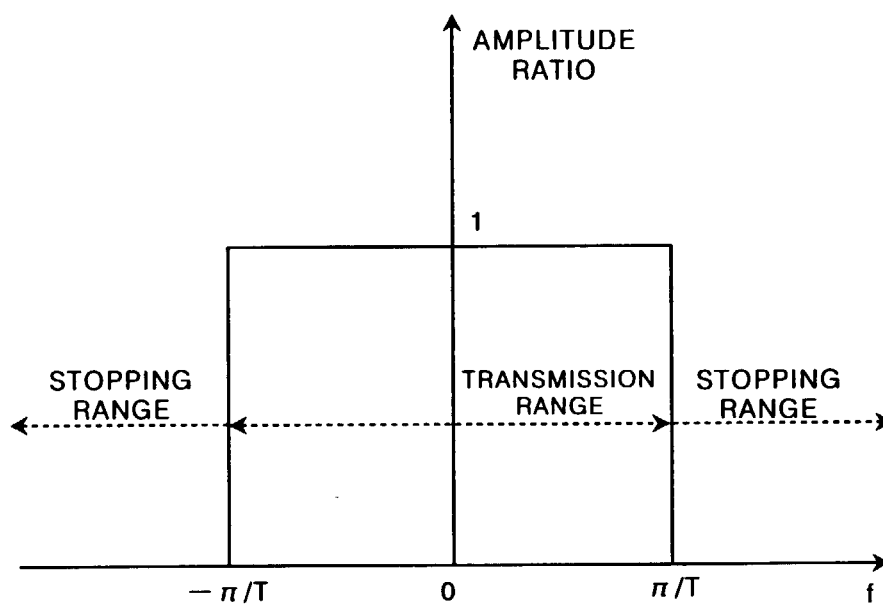 AMPLITUDE
RATIO
1
STOPPING
RANGE
TRANSMISSION
RANGE
STOPPING
RANGE
−π/T
0
π/T
f